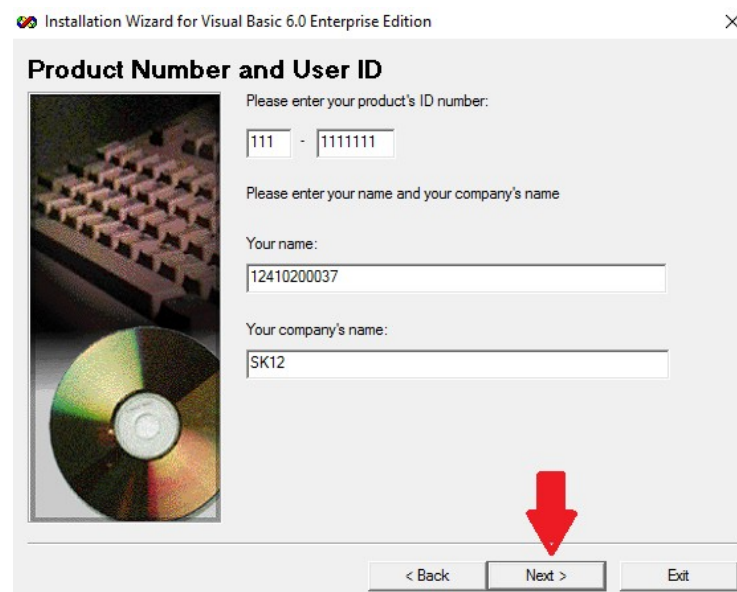 Installation Wizard for Visual Basic 6.0 Enterprise Edition
Product Number and User ID
Please enter your product's ID number:
111 - 1111111
Please enter your name and your company's name
Your name:
12410200037
Your company's name:
SK12
< Back Next > Exit